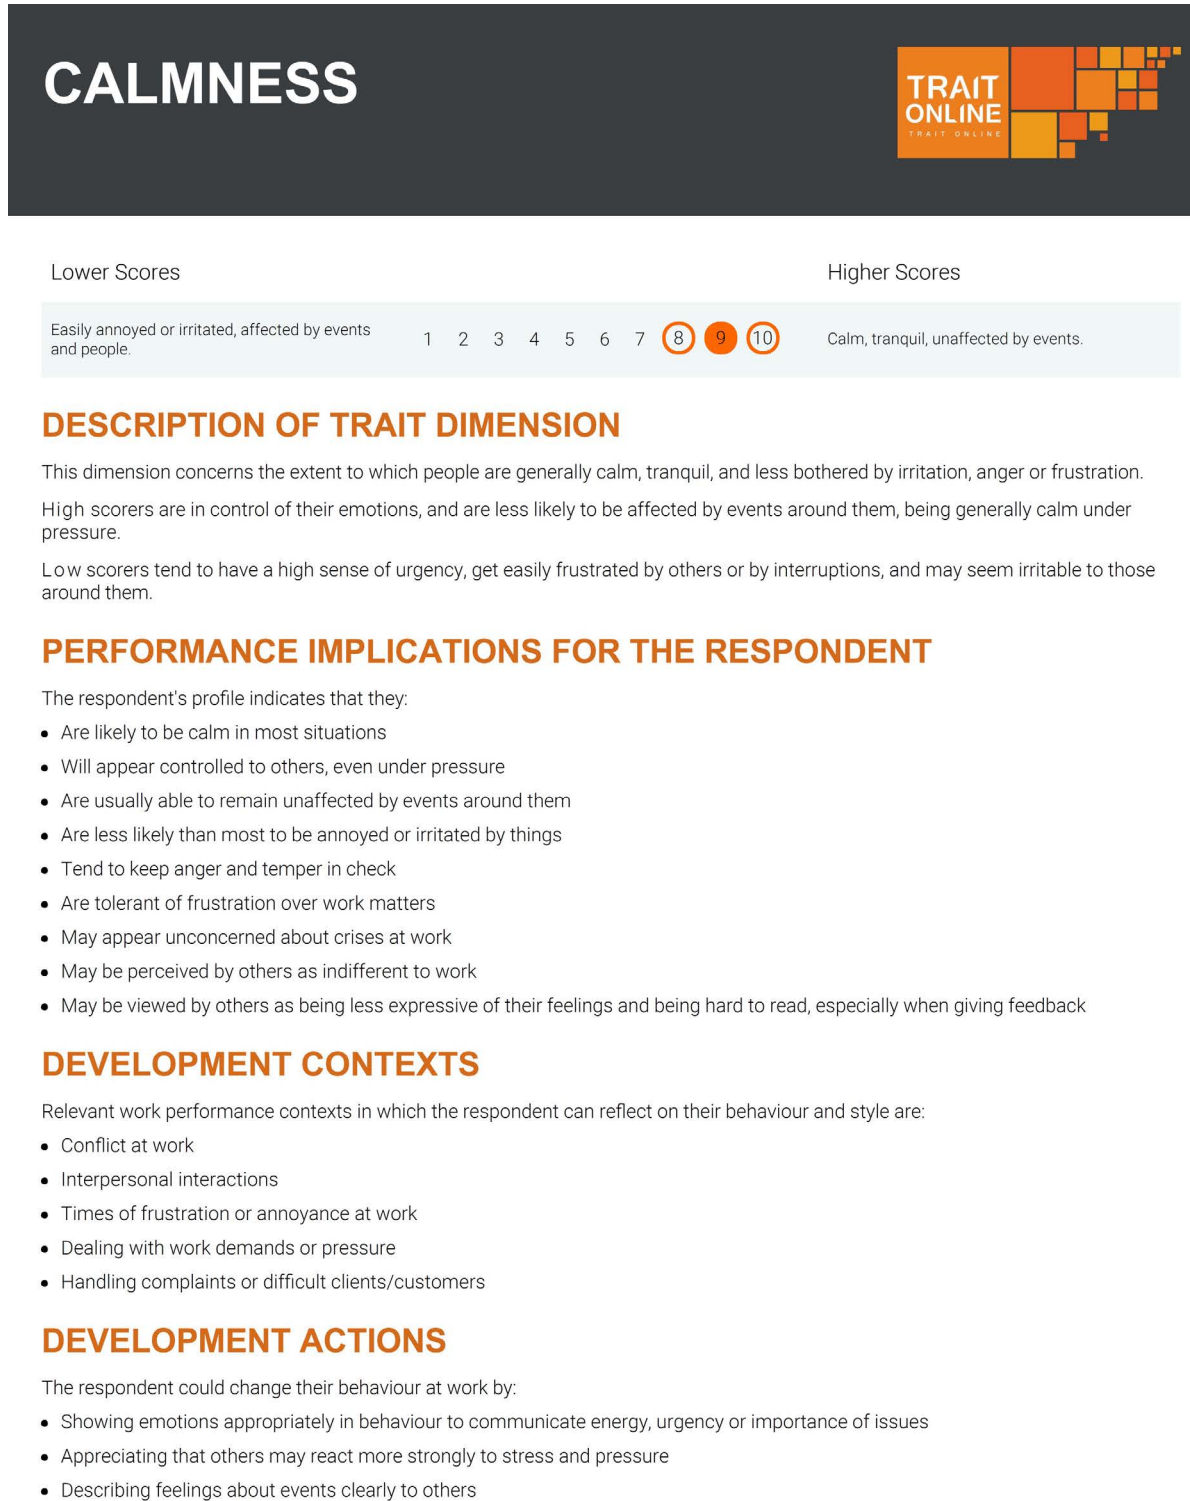 CALMNESS
TRAIT
ONLINE
TRAIT ONLINE
Lower Scores
Higher Scores
Easily annoyed or irritated, affected by events
and people.
1 2 3 4 5 6 7 8 9 10
Calm, tranquil, unaffected by events.
DESCRIPTION OF TRAIT DIMENSION
This dimension concerns the extent to which people are generally calm, tranquil, and less bothered by irritation, anger or frustration.
High scorers are in control of their emotions, and are less likely to be affected by events around them, being generally calm under
pressure.
Low scorers tend to have a high sense of urgency, get easily frustrated by others or by interruptions, and may seem irritable to those
around them.
PERFORMANCE IMPLICATIONS FOR THE RESPONDENT
The respondent's profile indicates that they:
• Are likely to be calm in most situations
• Will appear controlled to others, even under pressure
• Are usually able to remain unaffected by events around them
• Are less likely than most to be annoyed or irritated by things
• Tend to keep anger and temper in check
• Are tolerant of frustration over work matters
• May appear unconcerned about crises at work
• May be perceived by others as indifferent to work
• May be viewed by others as being less expressive of their feelings and being hard to read, especially when giving feedback
DEVELOPMENT CONTEXTS
Relevant work performance contexts in which the respondent can reflect on their behaviour and style are:
• Conflict at work
• Interpersonal interactions
• Times of frustration or annoyance at work
• Dealing with work demands or pressure
• Handling complaints or difficult clients/customers
DEVELOPMENT ACTIONS
The respondent could change their behaviour at work by:
• Showing emotions appropriately in behaviour to communicate energy, urgency or importance of issues
• Appreciating that others may react more strongly to stress and pressure
• Describing feelings about events clearly to others